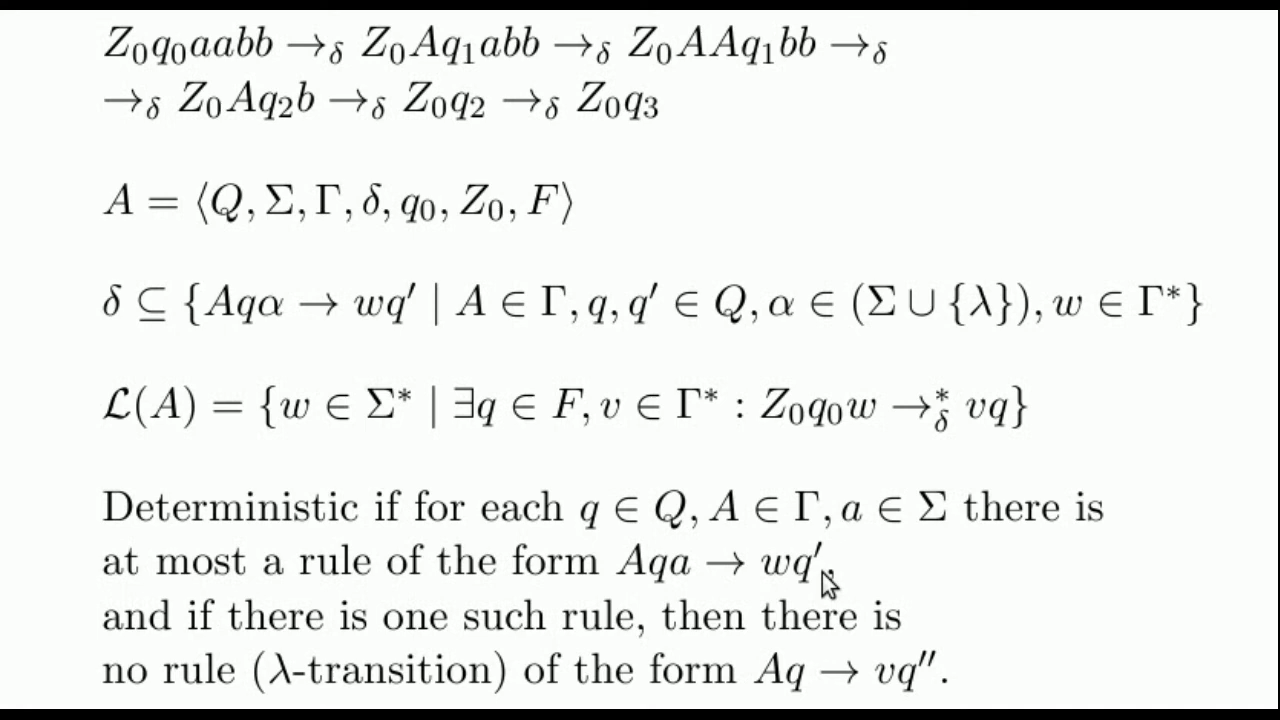 Z₀q₀aabb →δ Z₀Aq₁abb →δ Z₀AAq₁bb →δ
→δ Z₀Aq₂b →δ Z₀q₂ →δ Z₀q₃
A = ⟨Q, Σ, Γ, δ, q₀, Z₀, F⟩
δ ⊆ {Aqα → wq′ | A ∈ Γ, q, q′ ∈ Q, α ∈ (Σ ∪ {λ}), w ∈ Γ*}
ℒ(A) = {w ∈ Σ* | ∃q ∈ F, v ∈ Γ* : Z₀q₀w →*δ vq}
Deterministic if for each q ∈ Q, A ∈ Γ, a ∈ Σ there is
at most a rule of the form Aqa → wq′,
and if there is one such rule, then there is
no rule (λ-transition) of the form Aq → vq″.